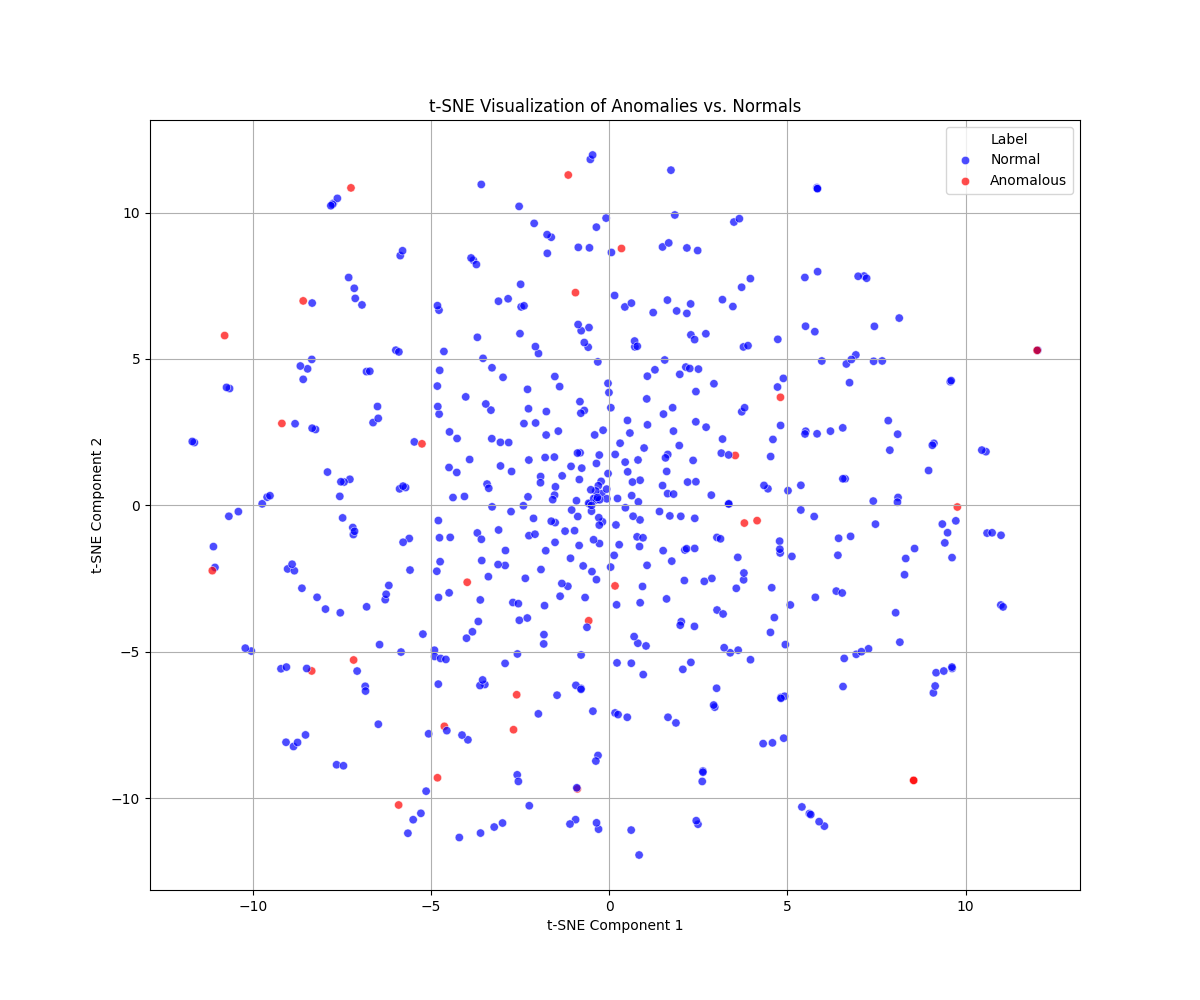 t-SNE Visualization of Anomalies vs. Normals
Label
Normal
Anomalous
10
5
0
−5
−10
t-SNE Component 2
−10
−5
0
5
10
t-SNE Component 1